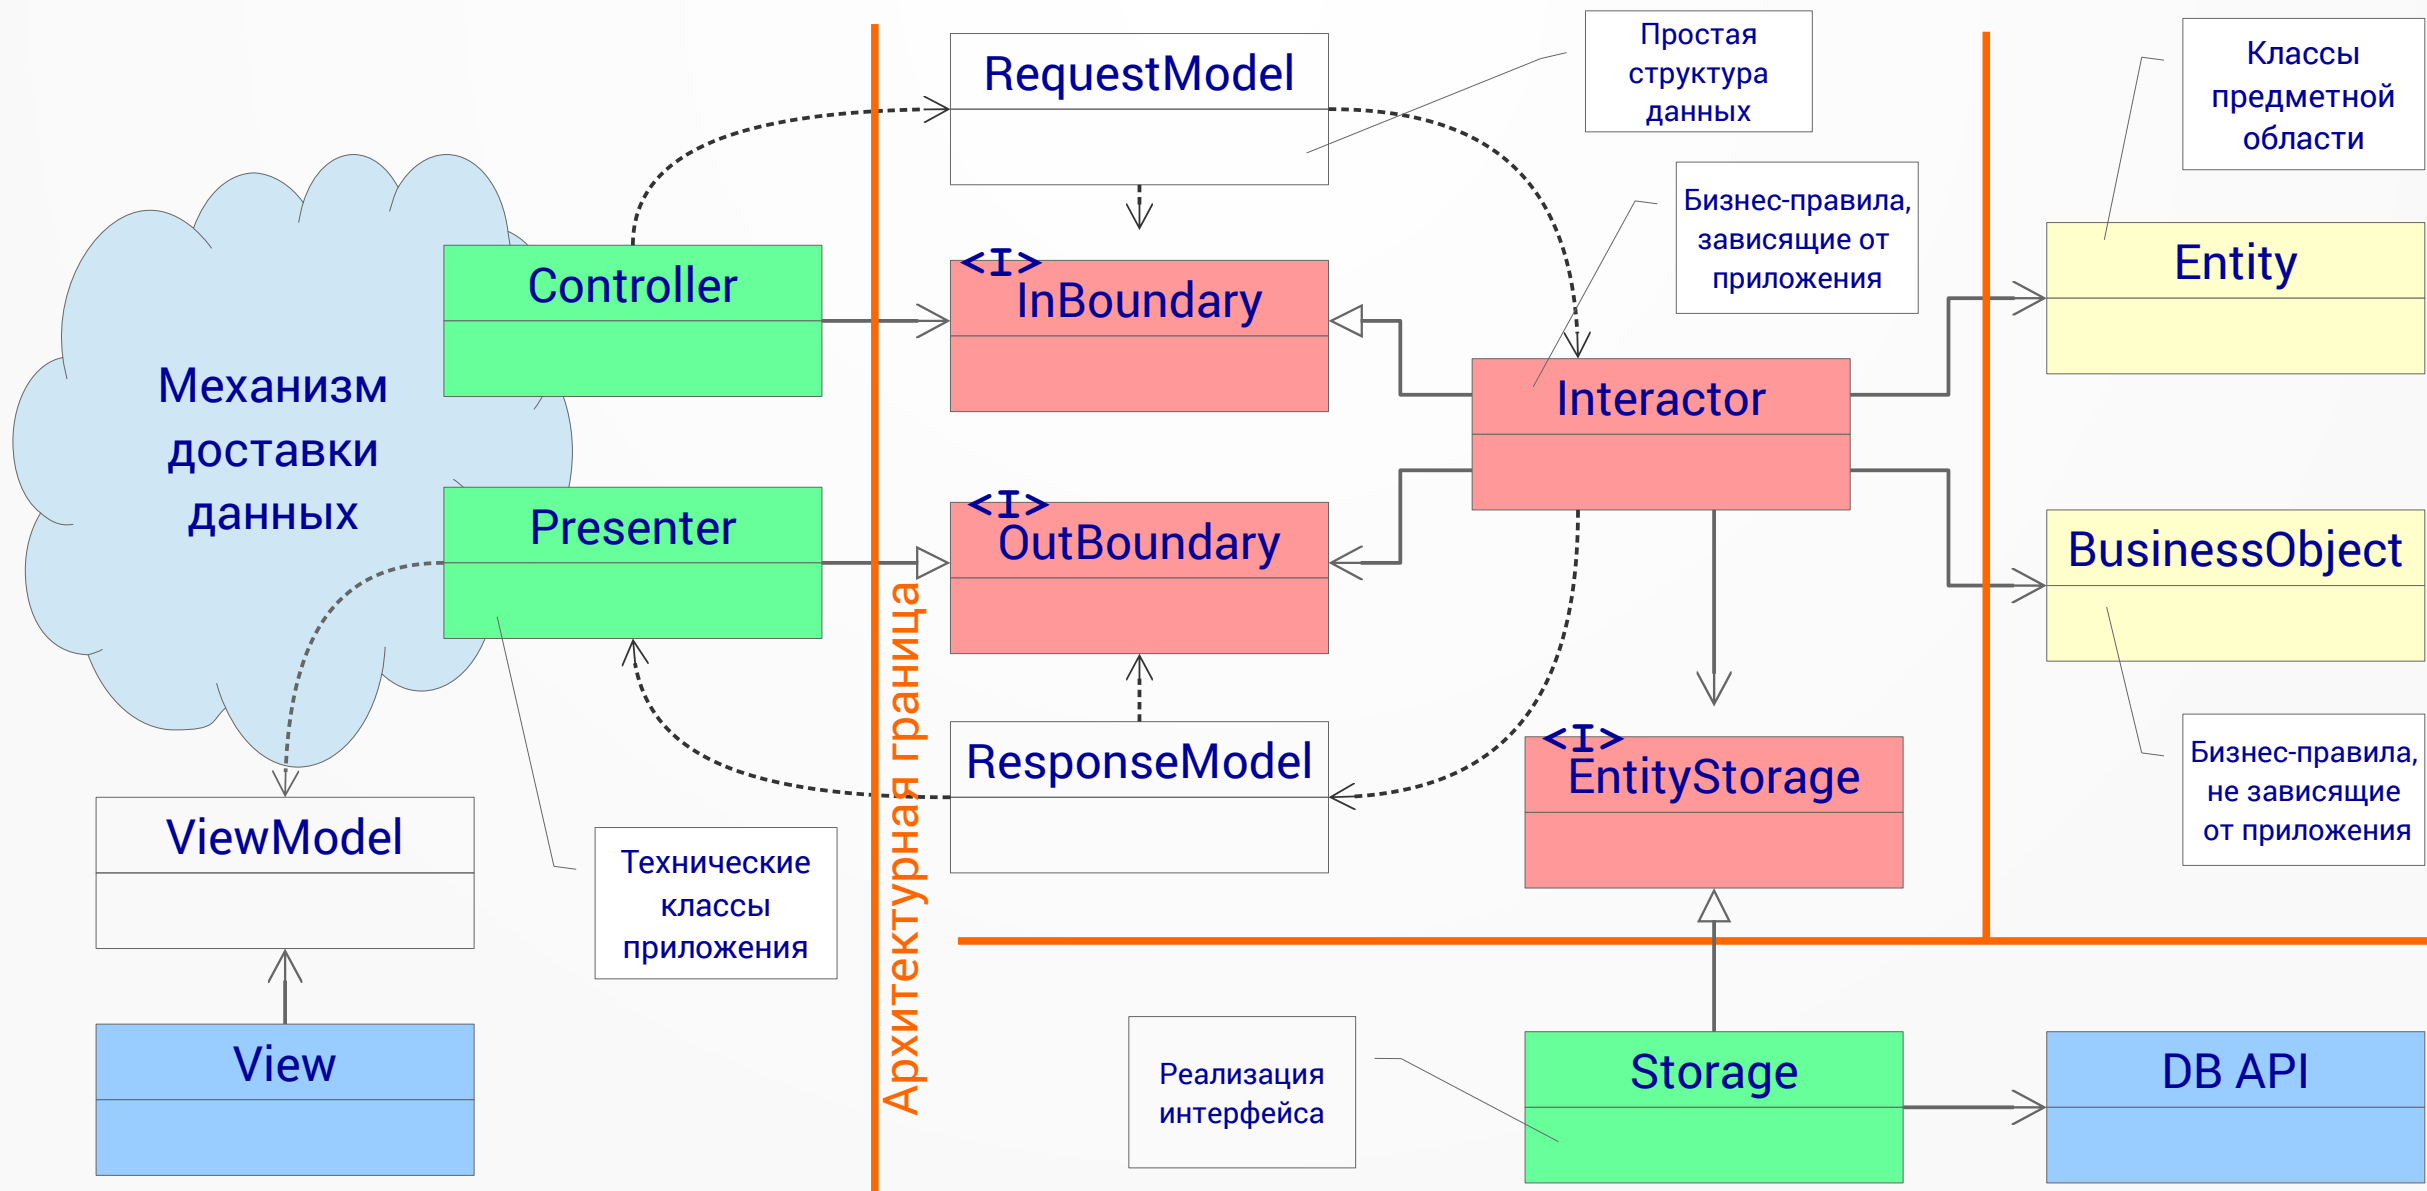 RequestModel
Простая
структура
данных
Классы
предметной
области
Бизнес-правила,
зависящие от
приложения
Controller
<I>
InBoundary
Entity
Механизм
доставки
данных
Interactor
Presenter
<I>
OutBoundary
BusinessObject
Архитектурная граница
ResponseModel
<I>
EntityStorage
Бизнес-правила,
не зависящие
от приложения
ViewModel
Технические
классы
приложения
View
Реализация
интерфейса
Storage
DB API